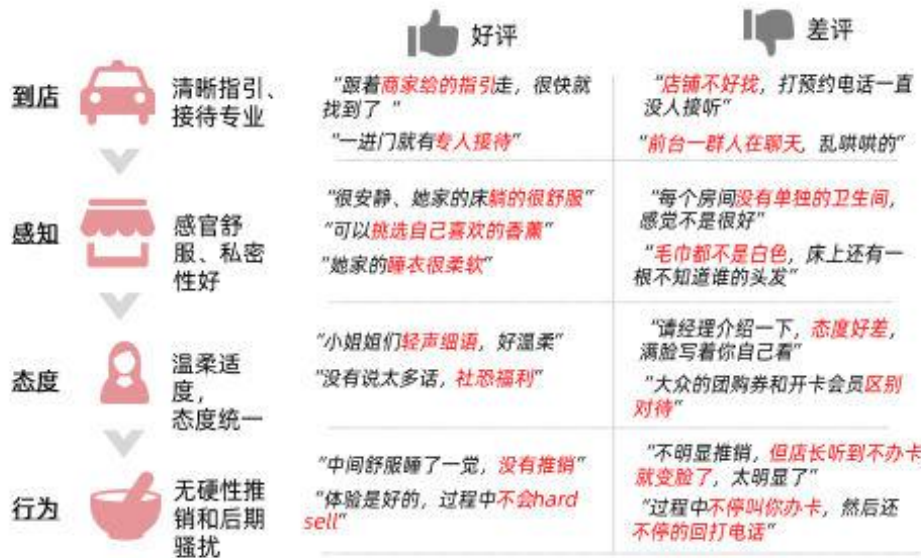 好评
差评
到店
清晰指引、
接待专业
"跟着商家给的指引走，很快就
找到了 "
"一进门就有专人接待"
"店铺不好找，打预约电话一直
没人接听"
"前台一群人在聊天，乱哄哄的"
感知
感官舒
服、私密
性好
"很安静、她家的床躺的很舒服"
"可以挑选自己喜欢的香薰"
"她家的睡衣很柔软"
"每个房间没有单独的卫生间，
感觉不是很好"
"毛巾都不是白色，床上还有一
根不知道谁的头发"
态度
温柔适
度，
态度统一
"小姐姐们轻声细语，好温柔"
"没有说太多话，社恐福利"
"请经理介绍一下，态度好差，
满脸写着你自己看"
"大众的团购券和开卡会员区别
对待"
行为
无硬性推
销和后期
骚扰
"中间舒服睡了一觉，没有推销"
"体验是好的，过程中不会hard
sell"
"不明显推销，但店长听到不办卡
就变脸了，太明显了"
"过程中不停叫你办卡，然后还
不停的回打电话"